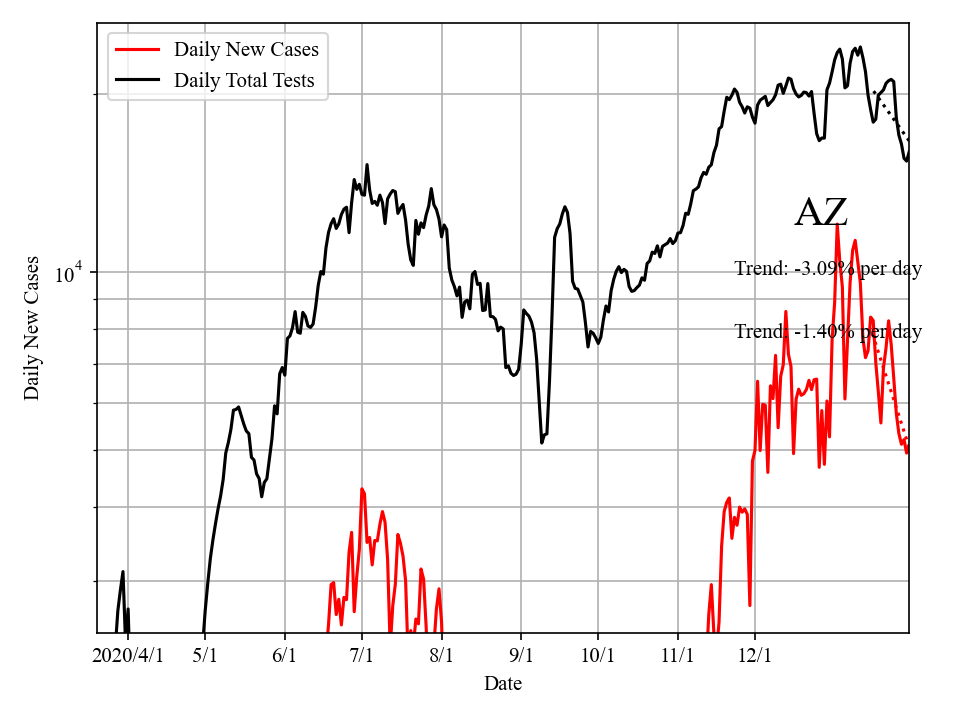 Daily New Cases
Daily Total Tests
AZ
Trend: -3.09% per day
Trend: -1.40% per day
10^4
Daily New Cases
2020/4/1 5/1 6/1 7/1 8/1 9/1 10/1 11/1 12/1
Date